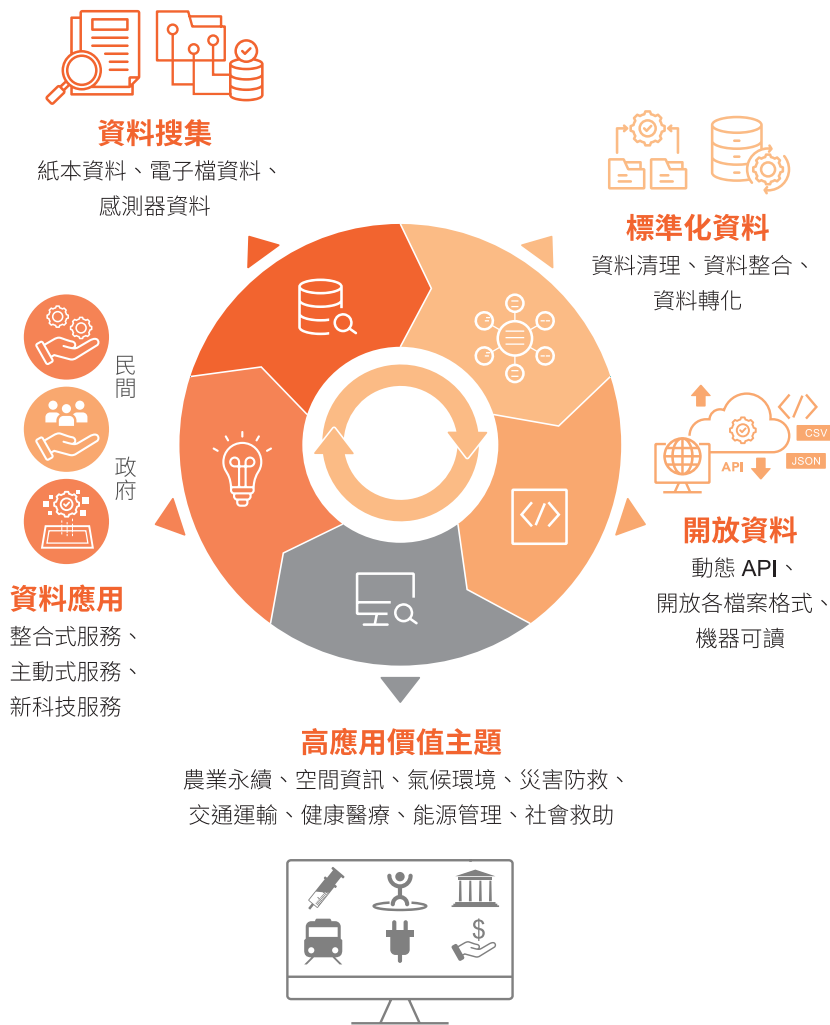 資料搜集
紙本資料、電子檔資料、
感測器資料
標準化資料
資料清理、資料整合、
資料轉化
CSV
API
JSON
開放資料
動態 API、
開放各檔案格式、
機器可讀
高應用價值主題
農業永續、空間資訊、氣候環境、災害防救、
交通運輸、健康醫療、能源管理、社會救助
民間
政府
資料應用
整合式服務、
主動式服務、
新科技服務